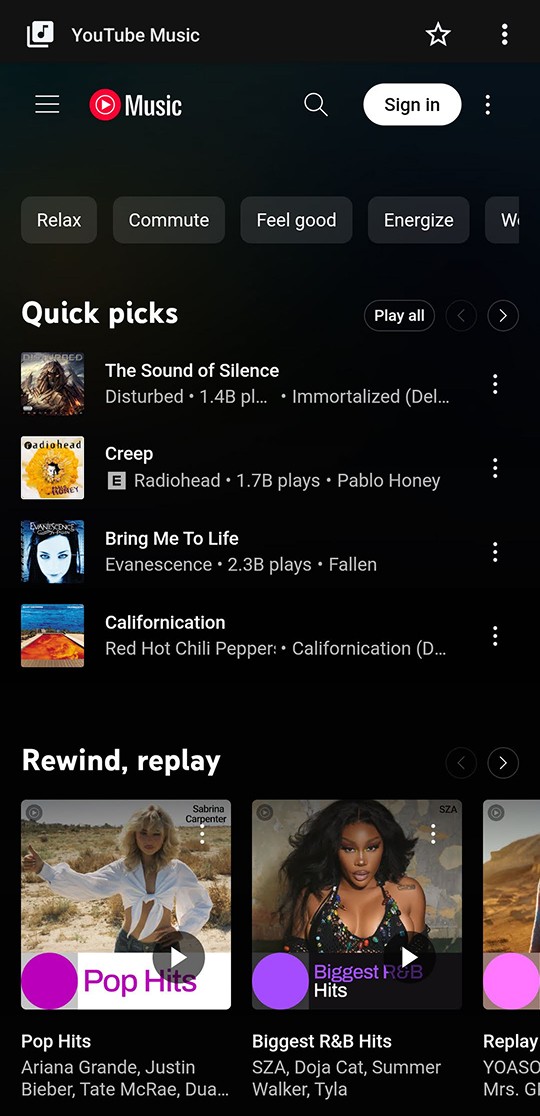 YouTube Music
Music
Sign in
Relax
Commute
Feel good
Energize
Quick picks
Play all
DISTURBED
The Sound of Silence
Disturbed • 1.4B pl... • Immortalized (Del...
radiohead
PABLO HONEY
Creep
E Radiohead • 1.7B plays • Pablo Honey
EVANESCENCE
Bring Me To Life
Evanescence • 2.3B plays • Fallen
Californication
Red Hot Chili Peppers • Californication (D...
Rewind, replay
Sabrina
Carpenter
SZA
Pop Hits
Biggest R&B
Hits
Pop Hits
Ariana Grande, Justin
Bieber, Tate McRae, Dua...
Biggest R&B Hits
SZA, Doja Cat, Summer
Walker, Tyla
Replay
YOASO
Mrs. G